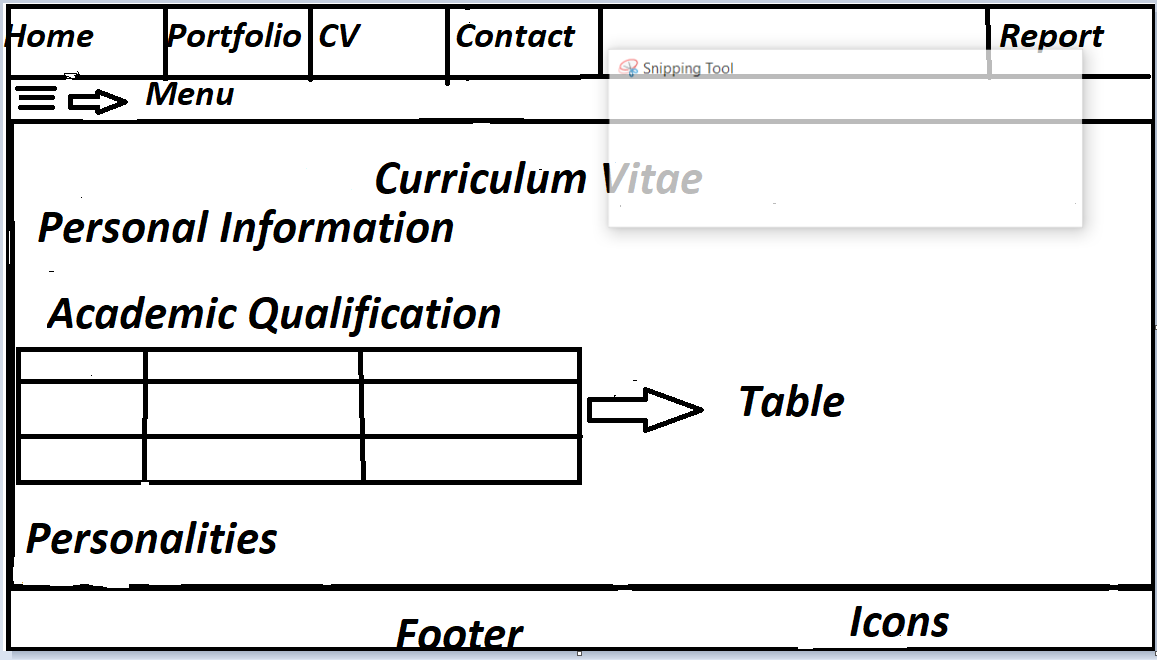 Home Portfolio CV Contact Report
Snipping Tool
Menu
Curriculum Vitae
Personal Information
Academic Qualification
Table
Personalities
Footer Icons